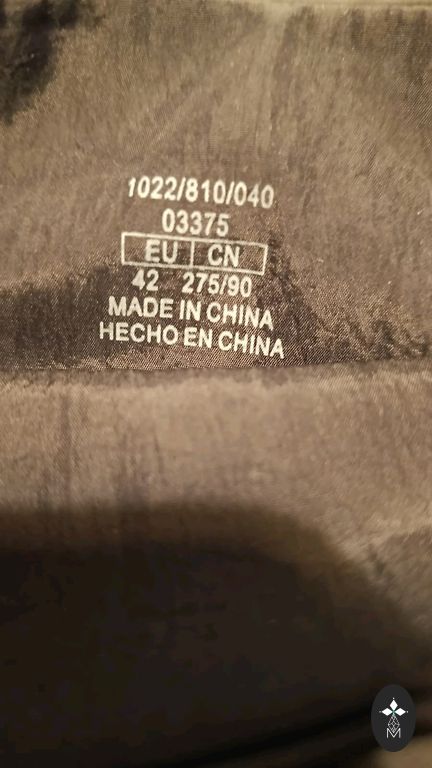 1022/810/040
03375
EU | CN
42 275/90
MADE IN CHINA
HECHO EN CHINA
M